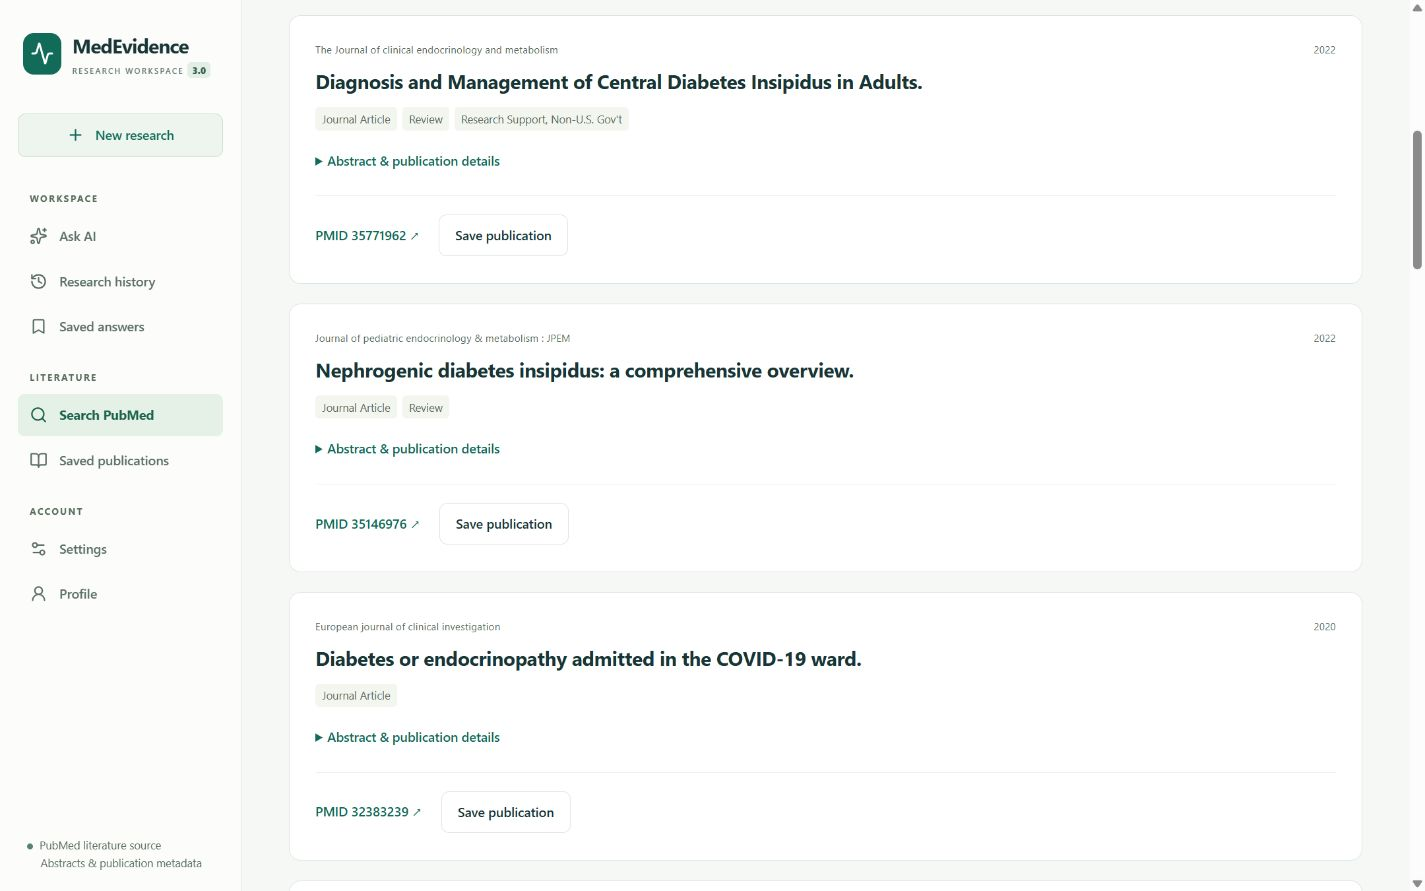 MedEvidence
RESEARCH WORKSPACE 3.0
+ New research
WORKSPACE
Ask AI
Research history
Saved answers
LITERATURE
Search PubMed
Saved publications
ACCOUNT
Settings
Profile
PubMed literature source
Abstracts & publication metadata
The Journal of clinical endocrinology and metabolism 2022
Diagnosis and Management of Central Diabetes Insipidus in Adults.
Journal Article Review Research Support, Non-U.S. Gov't
▶ Abstract & publication details
PMID 35771962 ↗ Save publication
Journal of pediatric endocrinology & metabolism : JPEM 2022
Nephrogenic diabetes insipidus: a comprehensive overview.
Journal Article Review
▶ Abstract & publication details
PMID 35146976 ↗ Save publication
European journal of clinical investigation 2020
Diabetes or endocrinopathy admitted in the COVID-19 ward.
Journal Article
▶ Abstract & publication details
PMID 32383239 ↗ Save publication